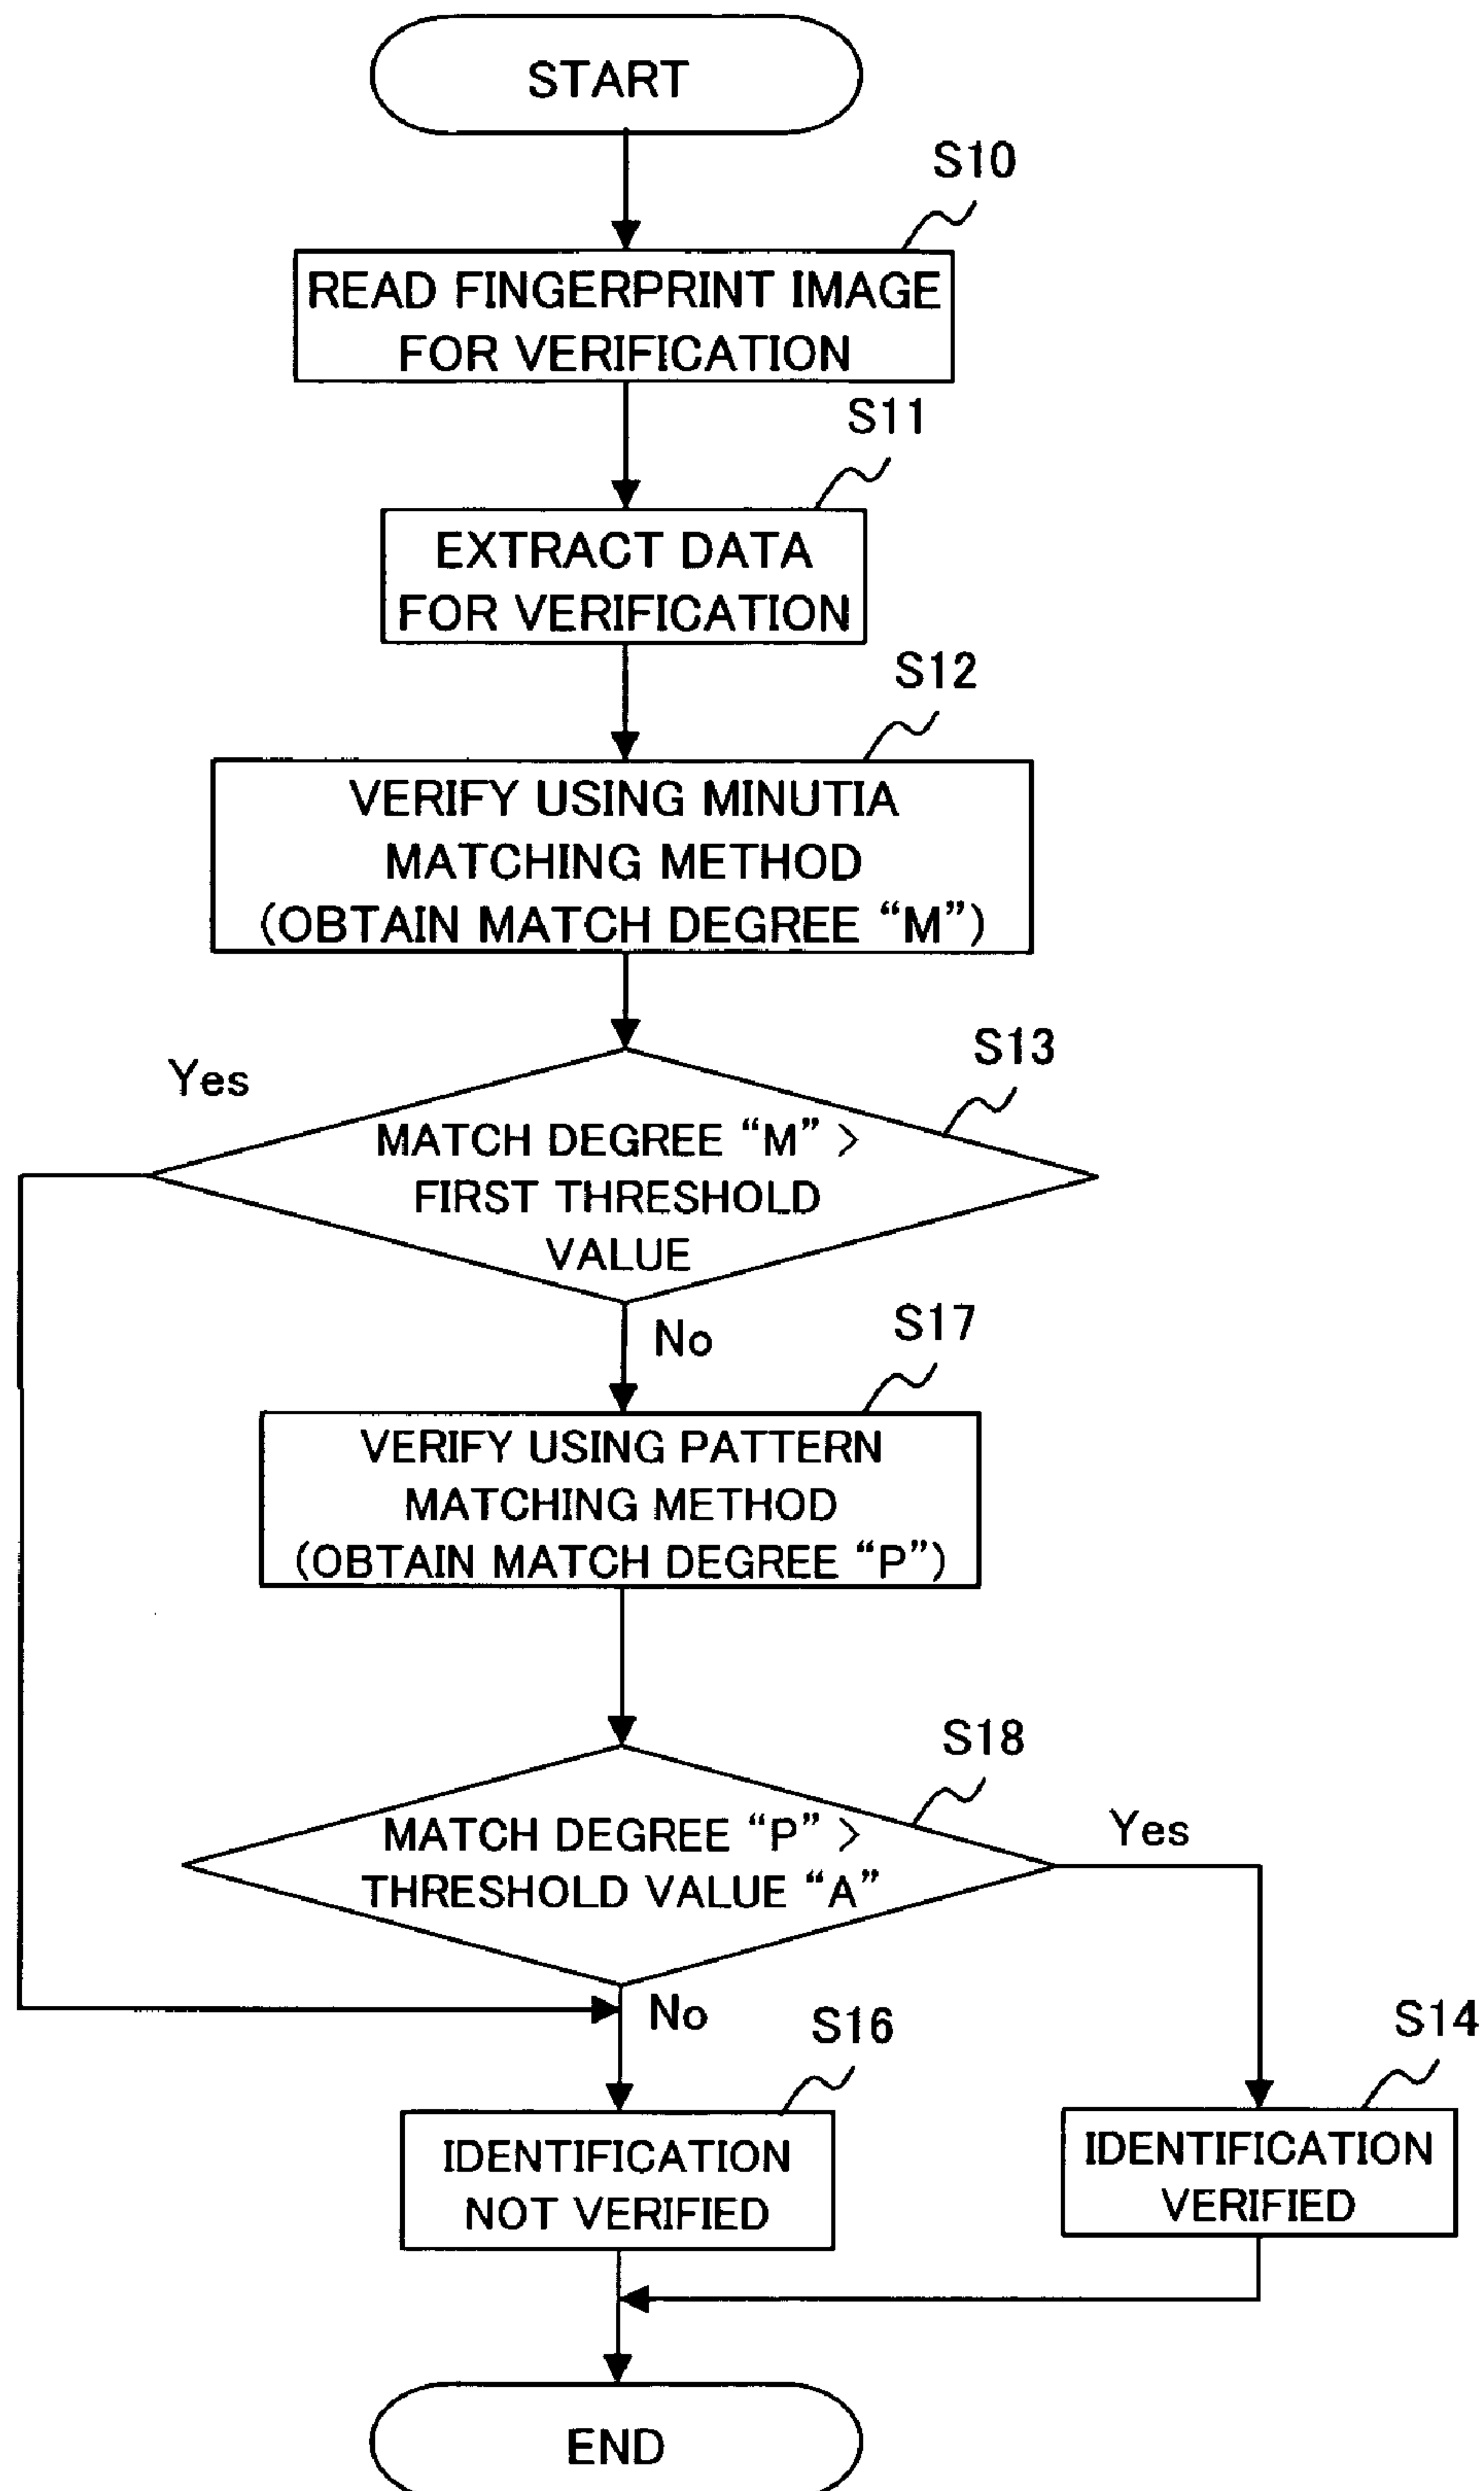 START
S10
READ FINGERPRINT IMAGE
FOR VERIFICATION
S11
EXTRACT DATA
FOR VERIFICATION
S12
VERIFY USING MINUTIA
MATCHING METHOD
(OBTAIN MATCH DEGREE “M”)
S13
Yes
MATCH DEGREE “M” >
FIRST THRESHOLD
VALUE
No
S17
VERIFY USING PATTERN
MATCHING METHOD
(OBTAIN MATCH DEGREE “P”)
S18
MATCH DEGREE “P” >
THRESHOLD VALUE “A”
Yes
No
S16
S14
IDENTIFICATION
NOT VERIFIED
IDENTIFICATION
VERIFIED
END